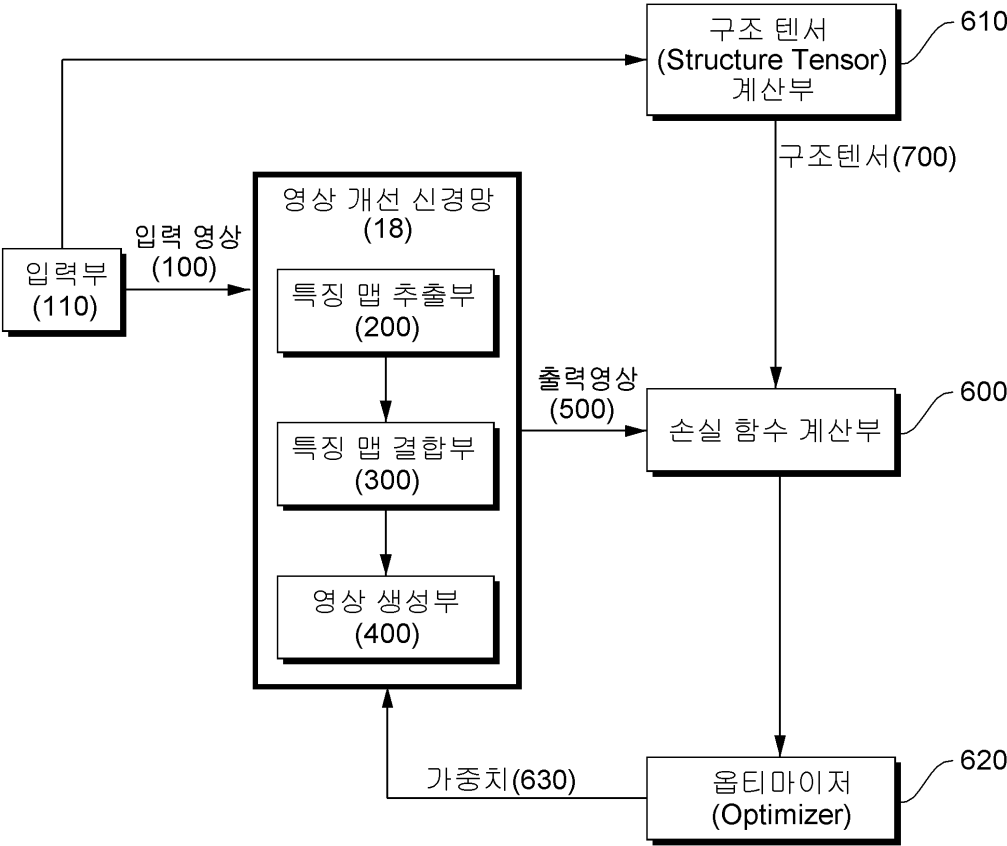 구조 텐서
(Structure Tensor)
계산부
610
구조텐서(700)
영상 개선 신경망
(18)
입력 영상
(100)
입력부
(110)
특징 맵 추출부
(200)
출력영상
(500)
손실 함수 계산부
600
특징 맵 결합부
(300)
영상 생성부
(400)
가중치(630)
옵티마이저
(Optimizer)
620